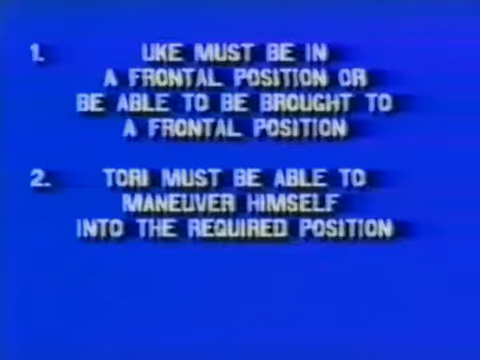 1. UKE MUST BE IN
A FRONTAL POSITION OR
BE ABLE TO BE BROUGHT TO
A FRONTAL POSITION
2. TORI MUST BE ABLE TO
MANEUVER HIMSELF
INTO THE REQUIRED POSITION